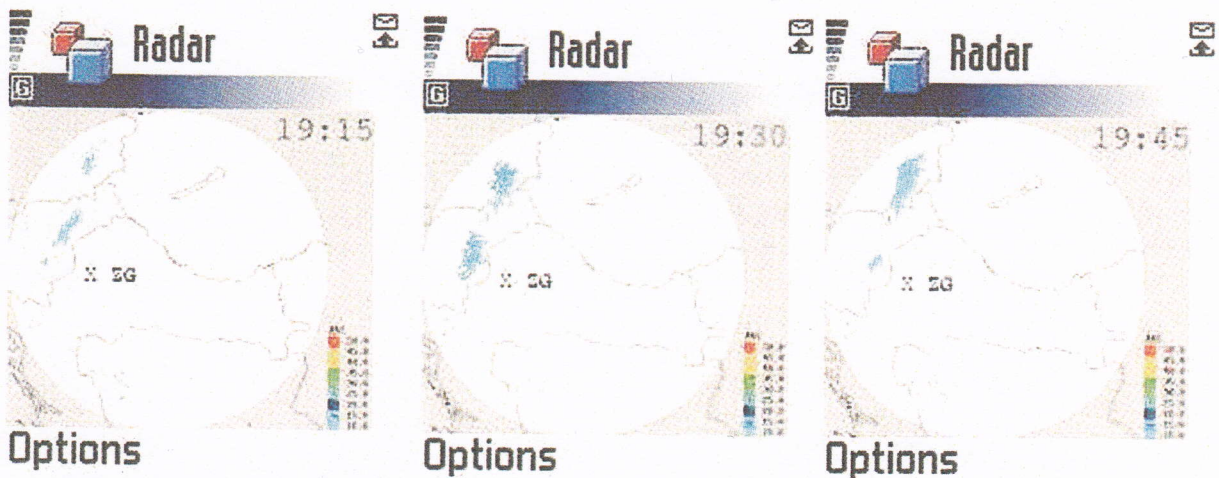 Radar
G
19:15
X ZG
Options
Radar
G
19:30
X ZG
Options
Radar
G
19:45
X ZG
Options